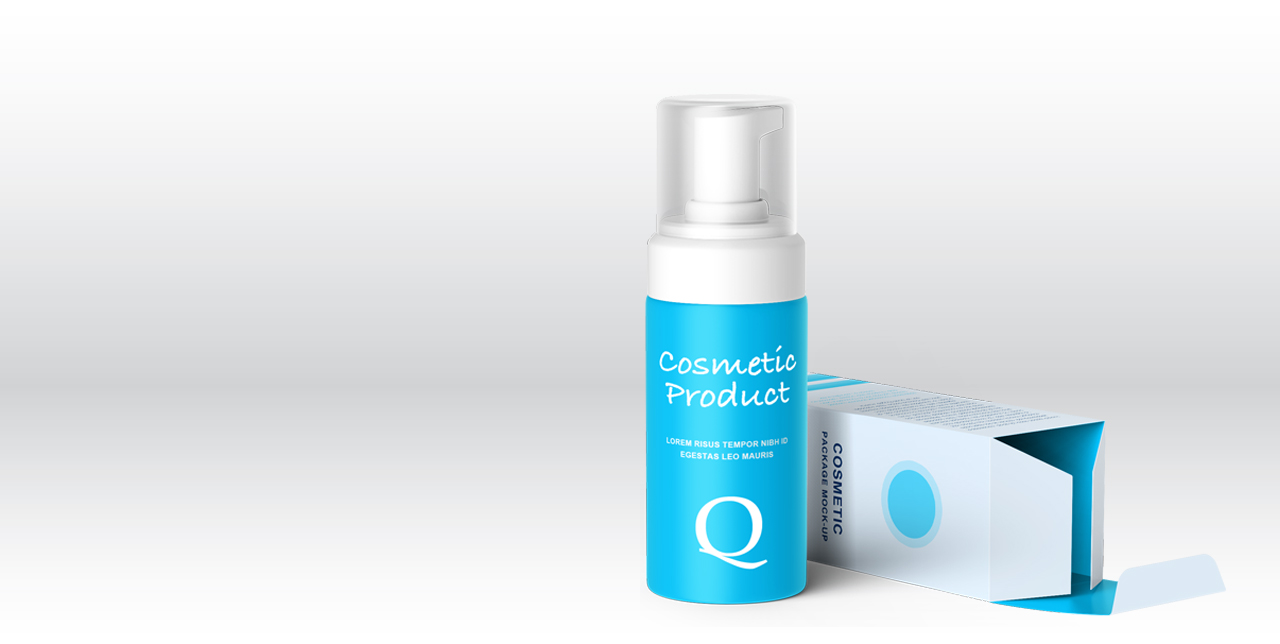 Cosmetic
Product
LOREM RISUS TEMPOR NIBH ID
EGESTAS LEO MAURIS
Q
COSMETIC
PACKAGE MOCK-UP